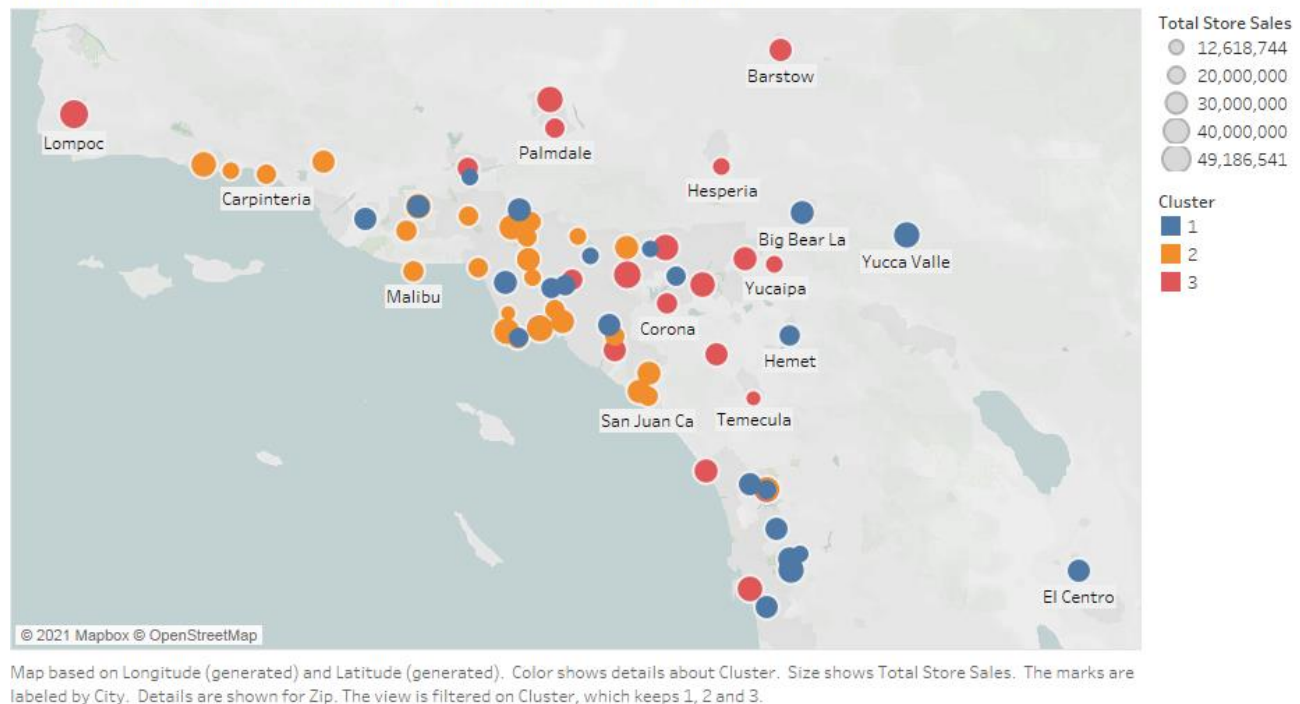 Barstow
Lompoc
Palmdale
Hesperia
Carpinteria
Big Bear La
Yucca Valle
Malibu
Yucaipa
Corona
Hemet
San Juan Ca
Temecula
El Centro
© 2021 Mapbox © OpenStreetMap
Total Store Sales
12,618,744
20,000,000
30,000,000
40,000,000
49,186,541
Cluster
1
2
3
Map based on Longitude (generated) and Latitude (generated). Color shows details about Cluster. Size shows Total Store Sales. The marks are
labeled by City. Details are shown for Zip. The view is filtered on Cluster, which keeps 1, 2 and 3.